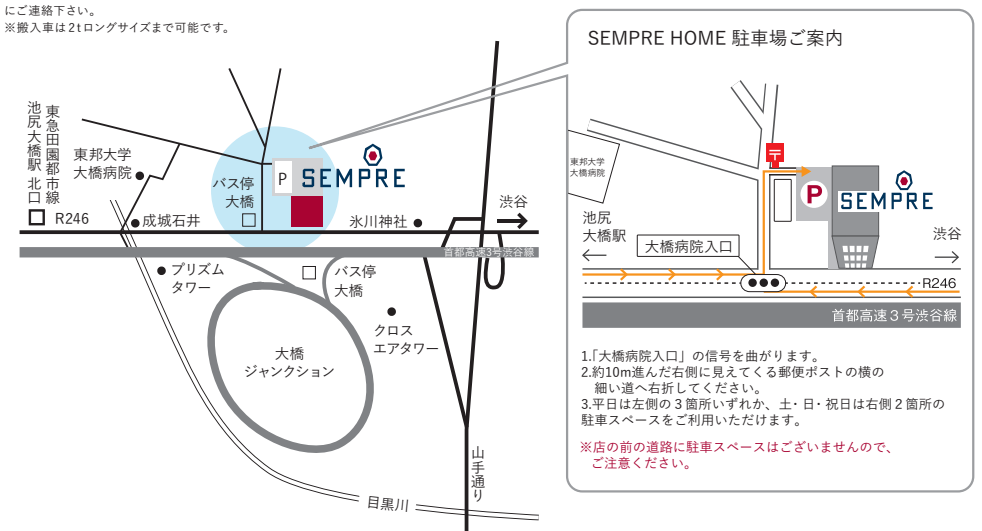 にご連絡下さい。
※搬入車は2tロングサイズまで可能です。
東急田園都市線
池尻大橋駅 北口
R246
東邦大学
大橋病院
成城石井
バス停
大橋
P
SEMPRE
氷川神社
渋谷
首都高速3号渋谷線
プリズム
タワー
バス停
大橋
クロス
エアタワー
大橋
ジャンクション
山手通り
目黒川
SEMPRE HOME 駐車場ご案内
東邦大学
大橋病院
〒
P
SEMPRE
池尻
大橋駅
大橋病院入口
渋谷
R246
首都高速3号渋谷線
1.「大橋病院入口」の信号を曲がります。
2.約10m進んだ右側に見えてくる郵便ポストの横の
細い道へ右折してください。
3.平日は左側の3箇所いずれか、土・日・祝日は右側2箇所の
駐車スペースをご利用いただけます。
※店の前の道路に駐車スペースはございませんので、
ご注意ください。